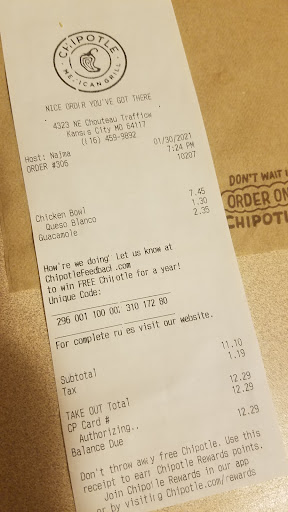 CHIPOTLE
MEXICAN GRILL
NICE ORDER YOU'VE GOT THERE
4323 NE Chouteau Trafficw
Kansas City MO 64117
(816) 459-9892
Host: Najma
01/30/2021
ORDER #306
7:24 PM
10207
Chicken Bowl 7.45
Queso Blanco 1.30
Guacamole 2.35
How're we doing? Let us know at
ChipotleFeedback.com
to win FREE Chipotle for a year!
Unique Code:
296 001 100 00: 310 172 80
For complete rules visit our website.
Subtotal 11.10
Tax 1.19
TAKE OUT Total 12.29
CP Card # 12.29
Authorizing..
Balance Due 12.29
Don't throw away free Chipotle. Use this
receipt to earn Chipotle Rewards points.
Join Chipotle Rewards in our app
or by visiting Chipotle.com/rewards
DON'T WAIT
ORDER ON
CHIPOTL